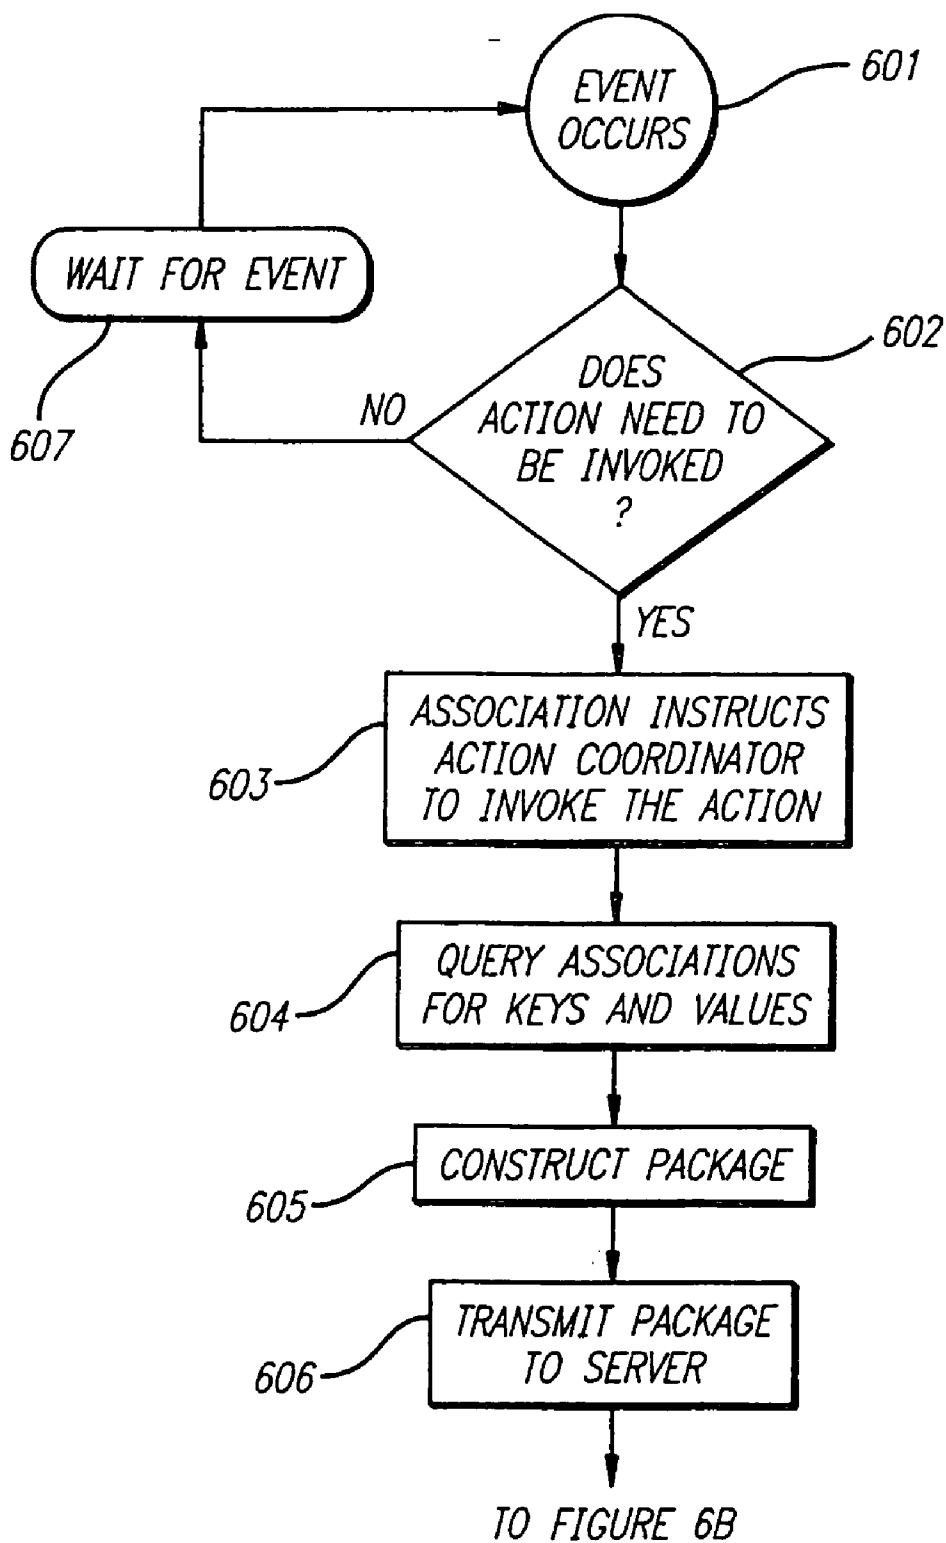 EVENT
OCCURS
601
WAIT FOR EVENT
607
602
DOES
ACTION NEED TO
BE INVOKED
?
NO
YES
ASSOCIATION INSTRUCTS
ACTION COORDINATOR
TO INVOKE THE ACTION
603
QUERY ASSOCIATIONS
FOR KEYS AND VALUES
604
CONSTRUCT PACKAGE
605
TRANSMIT PACKAGE
TO SERVER
606
TO FIGURE 6B